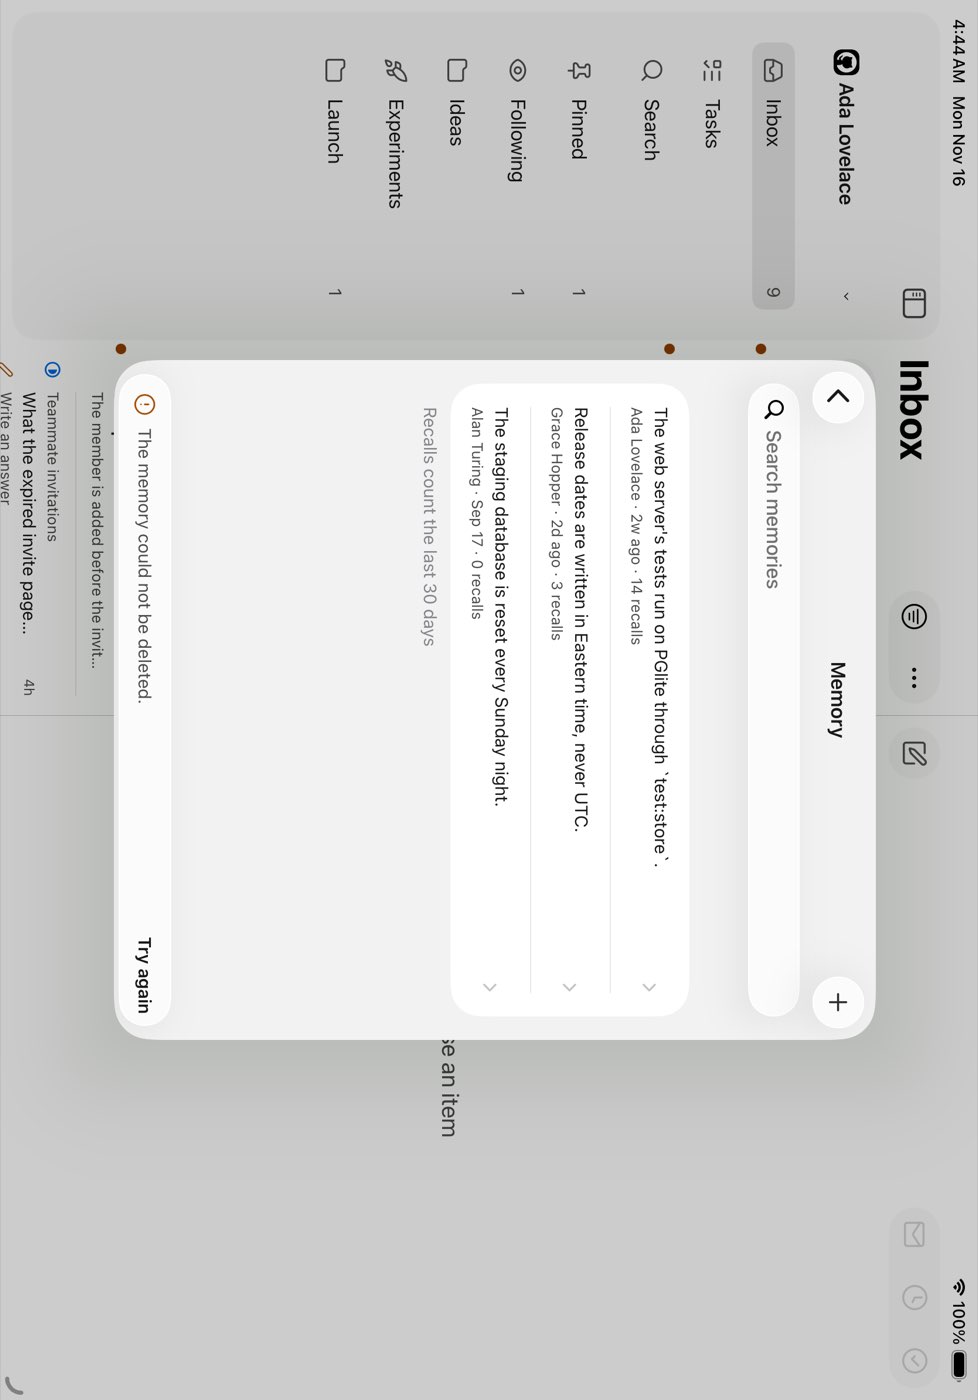 4:44 AM Mon Nov 16
100%
Inbox
Ada Lovelace
Inbox 9
Tasks
Search
Pinned 1
Following 1
Ideas
Experiments
Launch 1
Memory
Search memories
The web server's tests run on PGlite through `test:store`.
Ada Lovelace · 2w ago · 14 recalls
Release dates are written in Eastern time, never UTC.
Grace Hopper · 2d ago · 3 recalls
The staging database is reset every Sunday night.
Alan Turing · Sep 17 · 0 recalls
Recalls count the last 30 days
an item
The memory could not be deleted. Try again
The member is added before the invit...
Teammate invitations
What the expired invite page... 4h
Write an answer